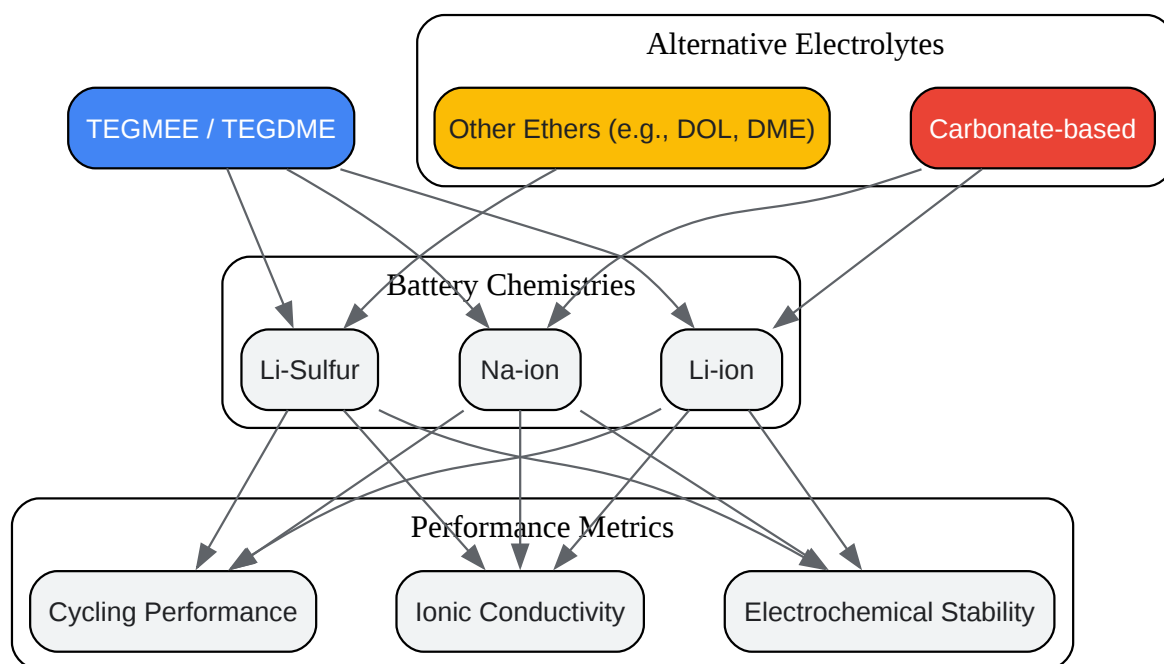 Alternative Electrolytes
TEGMEE / TEGDME
Other Ethers (e.g., DOL, DME)
Carbonate-based
Battery Chemistries
Li-Sulfur
Na-ion
Li-ion
Performance Metrics
Cycling Performance
Ionic Conductivity
Electrochemical Stability